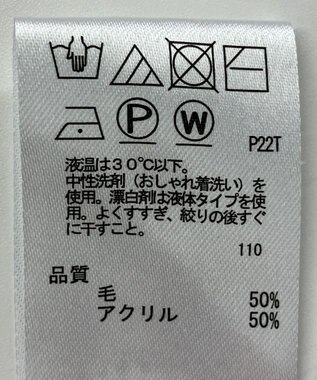 P W P22T
液温は30℃以下。
中性洗剤(おしゃれ着洗い)を
使用。漂白剤は液体タイプを使
用。よくすすぎ、絞りの後すぐ
に干すこと。
110
品質
毛 50%
アクリル 50%